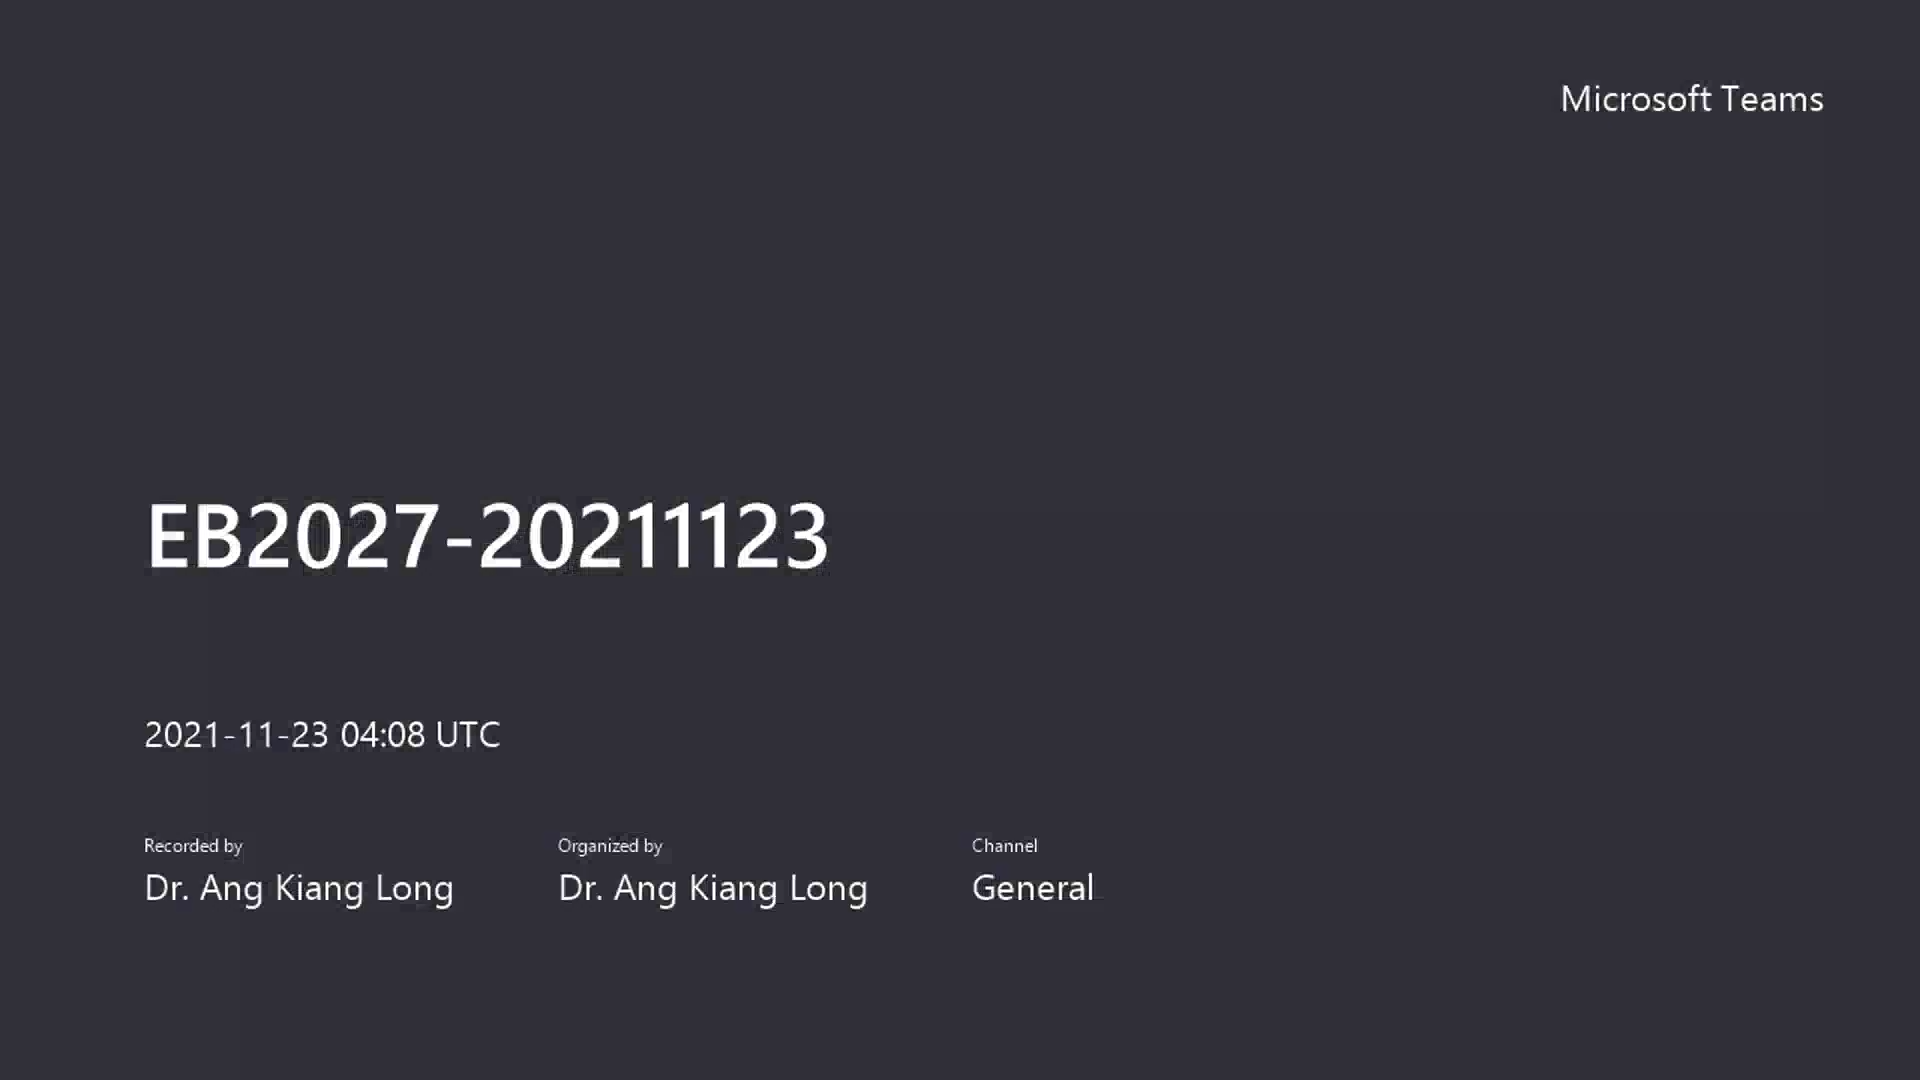 Microsoft Teams
EB2027-20211123
2021-11-23 04:08 UTC
Recorded by
Dr. Ang Kiang Long
Organized by
Dr. Ang Kiang Long
Channel
General